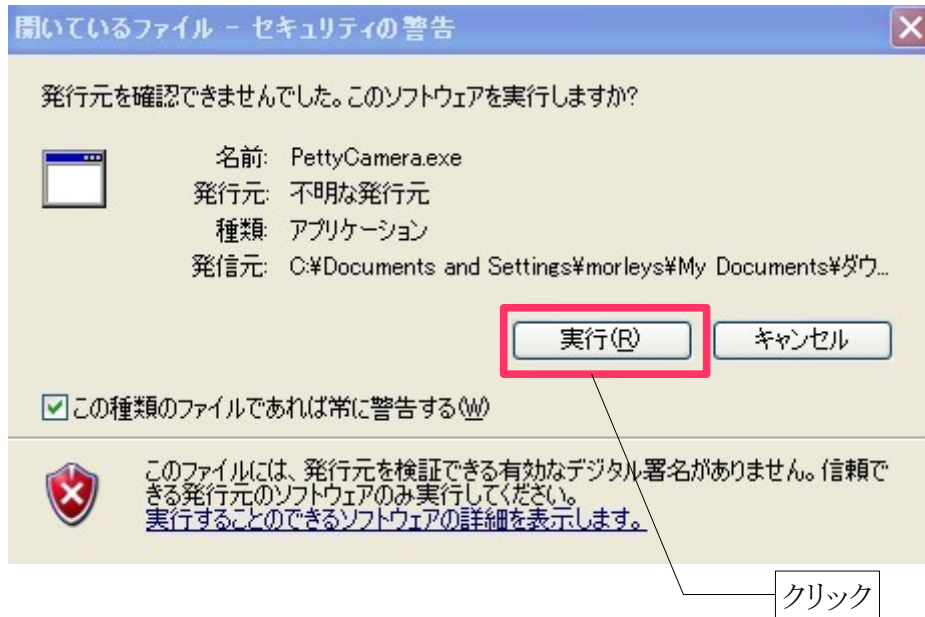 開いているファイル - セキュリティの警告
発行元を確認できませんでした。このソフトウェアを実行しますか?
名前: PettyCamera.exe
発行元: 不明な発行元
種類: アプリケーション
発信元: C:¥Documents and Settings¥morleys¥My Documents¥ダウ...
実行(R) キャンセル
この種類のファイルであれば常に警告する(W)
このファイルには、発行元を検証できる有効なデジタル署名がありません。信頼で
きる発行元のソフトウェアのみ実行してください。
実行することのできるソフトウェアの詳細を表示します。
クリック